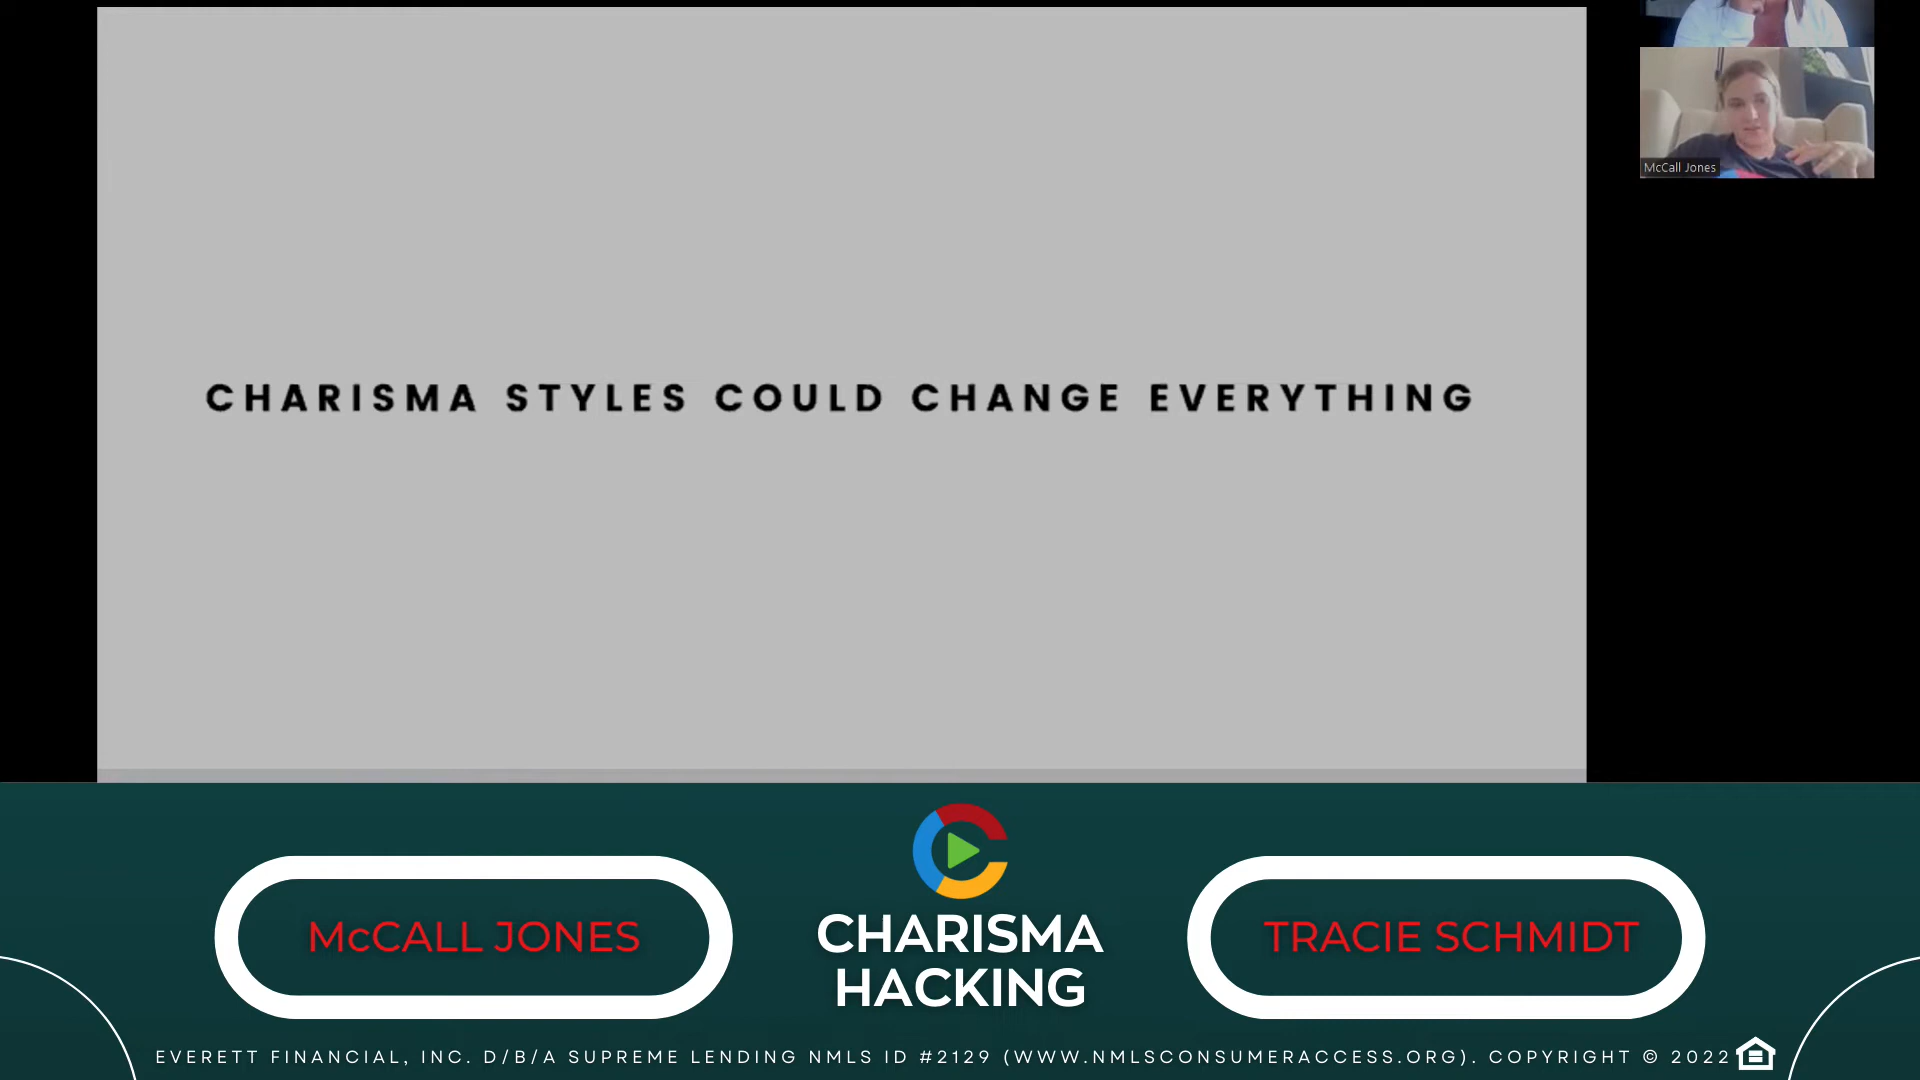 McCall Jones
CHARISMA STYLES COULD CHANGE EVERYTHING
McCALL JONES
CHARISMA
HACKING
TRACIE SCHMIDT
EVERETT FINANCIAL, INC. D/B/A SUPREME LENDING NMLS ID #2129 (WWW.NMLSCONSUMERACCESS.ORG). COPYRIGHT © 2022